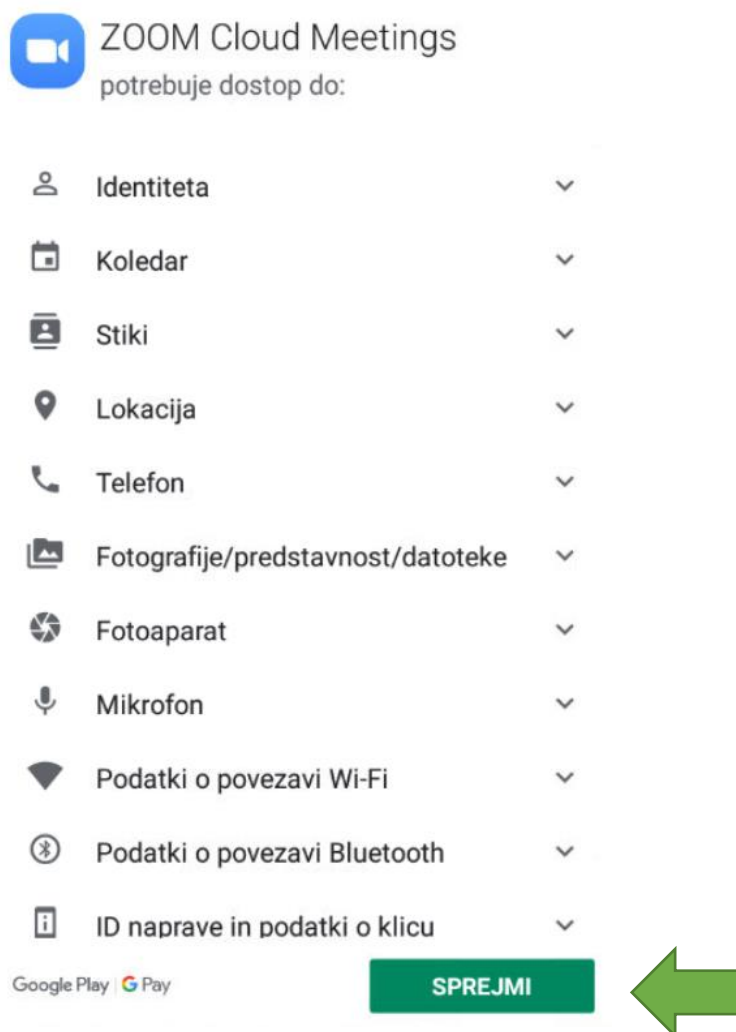 ZOOM Cloud Meetings
potrebuje dostop do:
Identiteta
Koledar
Stiki
Lokacija
Telefon
Fotografije/predstavnost/datoteke
Fotoaparat
Mikrofon
Podatki o povezavi Wi-Fi
Podatki o povezavi Bluetooth
ID naprave in podatki o klicu
Google Play | G Pay
SPREJMI